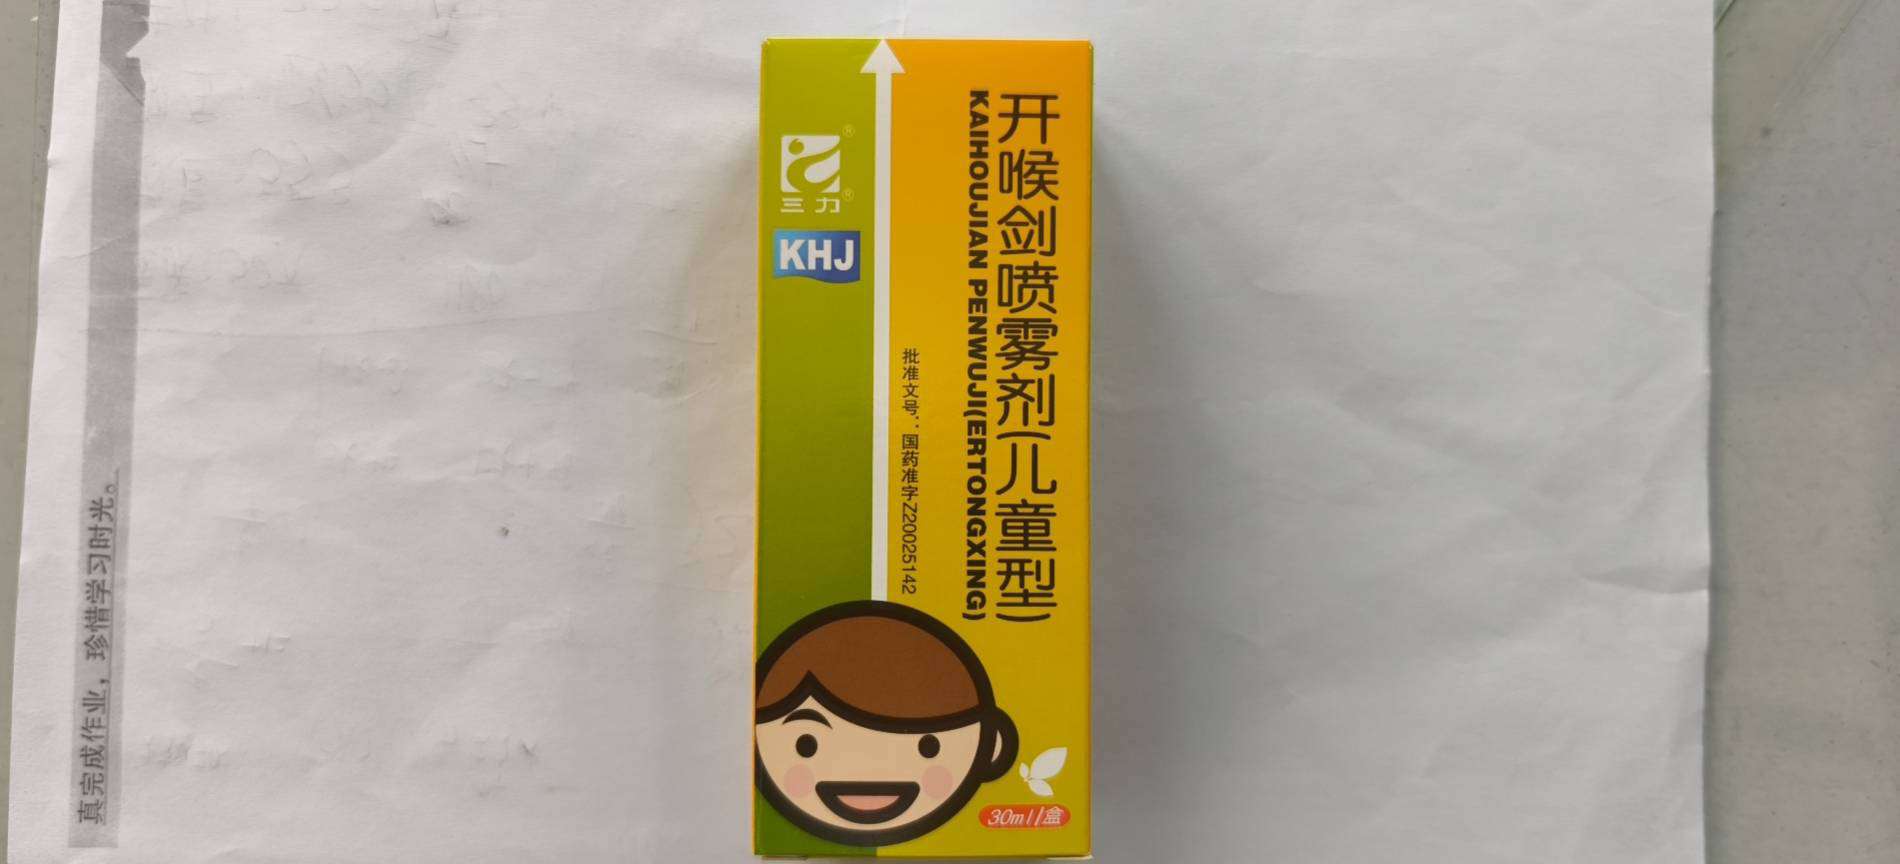 真完成作业，珍惜学习时光。
三力
KHJ
开喉剑喷雾剂(儿童型)
KAIHOUJIAN PENWUJI(ERTONGXING)
批准文号：国药准字Z20025142
30ml/盒